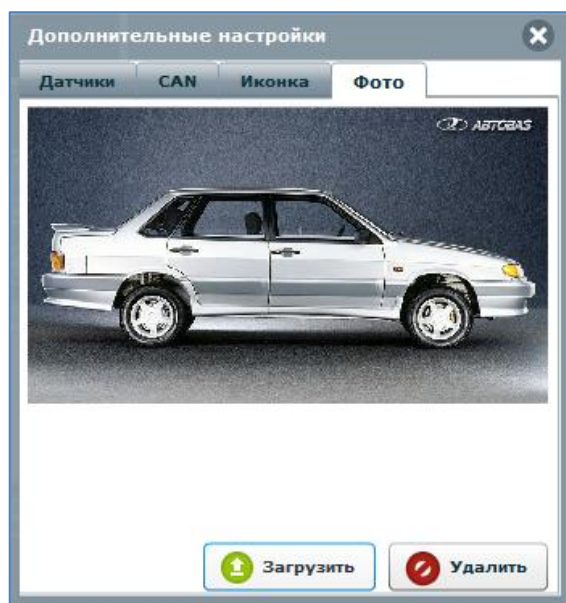 Дополнительные настройки
Датчики CAN Иконка Фото
АВТОВАЗ
Загрузить Удалить